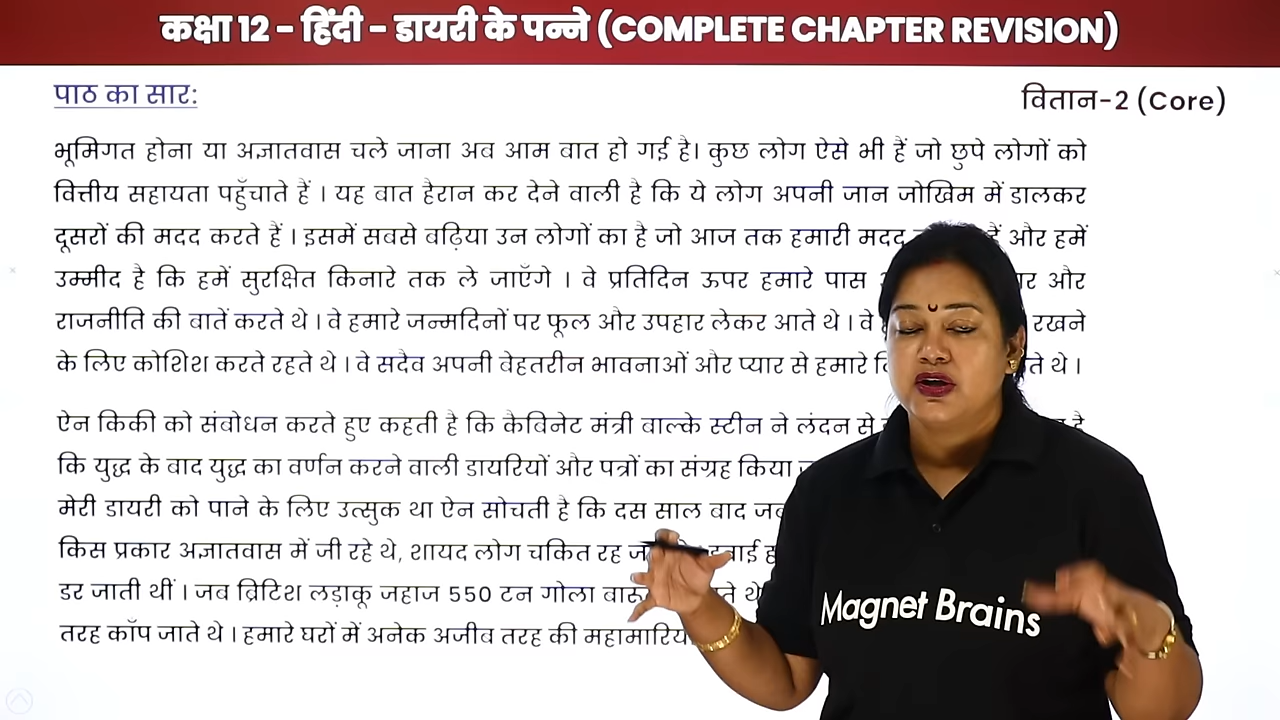 कक्षा 12 - हिंदी - डायरी के पन्ने (COMPLETE CHAPTER REVISION)
पाठ का सार:
वितान-2 (Core)
भूमिगत होना या अज्ञातवास चले जाना अब आम बात हो गई है। कुछ लोग ऐसे भी हैं जो छुपे लोगों को
वित्तीय सहायता पहुँचाते हैं । यह बात हैरान कर देने वाली है कि ये लोग अपनी जान जोखिम में डालकर
दूसरों की मदद करते हैं । इसमें सबसे बढ़िया उन लोगों का है जो आज तक हमारी मदद और हमें
उम्मीद है कि हमें सुरक्षित किनारे तक ले जाएँगे । वे प्रतिदिन ऊपर हमारे पास और
राजनीति की बातें करते थे । वे हमारे जन्मदिनों पर फूल और उपहार लेकर आते थे । वे रखने
के लिए कोशिश करते रहते थे । वे सदैव अपनी वेहतरीन भावनाओं और प्यार से हमारे थे ।
ऐन किकी को संबोधन करते हुए कहती है कि कैबिनेट मंत्री वाल्के स्टीन ने लंदन से है
कि युद्ध के बाद युद्ध का वर्णन करने वाली डायरियों और पत्रों का संग्रह किया
मेरी डायरी को पाने के लिए उत्सुक था ऐन सोचती है कि दस साल बाद
किस प्रकार अज्ञातवास में जी रहे थे, शायद लोग चकित रह
डर जाती थीं । जब ब्रिटिश लड़ाकू जहाज 550 टन गोला
तरह काँप जाते थे । हमारे घरों में अनेक अजीब तरह की
Magnet Brains